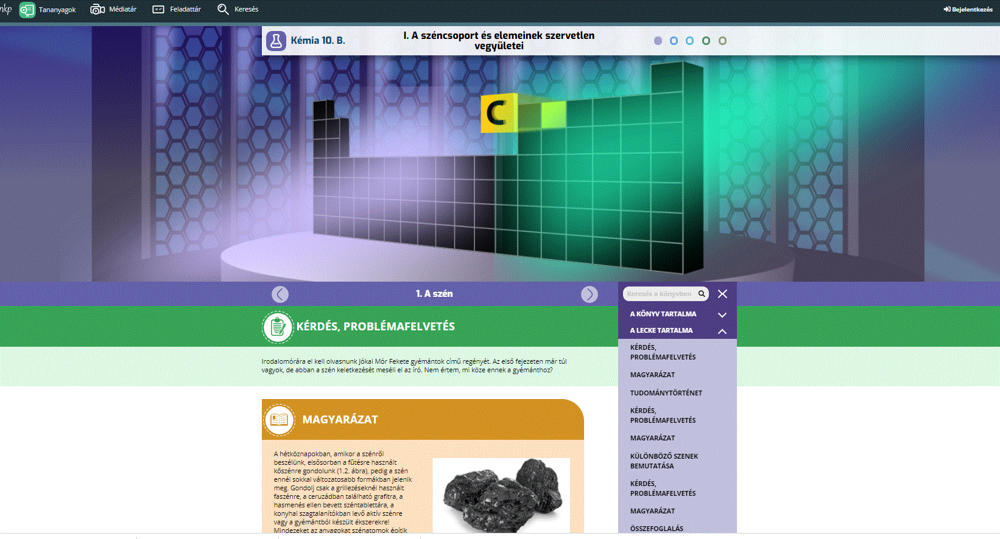 nkp
Tananyagok
Médiatár
Feladattár
Keresés
Bejelentkezés
Kémia 10. B.
I. A széncsoport és elemeinek szervetlen
vegyületei
C
1. A szén
Keresés a könyvben
A KÖNYV TARTALMA
A LECKE TARTALMA
KÉRDÉS,
PROBLÉMAFELVETÉS
MAGYARÁZAT
TUDOMÁNYTÖRTÉNET
KÉRDÉS,
PROBLÉMAFELVETÉS
MAGYARÁZAT
KÜLÖNBÖZŐ SZENEK
BEMUTATÁSA
KÉRDÉS,
PROBLÉMAFELVETÉS
MAGYARÁZAT
ÖSSZEFOGLALÁS
KÉRDÉS, PROBLÉMAFELVETÉS
Irodalomórára el kell olvasnunk Jókai Mór Fekete gyémántok című regényét. Az első fejezeten már túl
vagyok, de abban a szén keletkezését meséli el az író. Nem értem, mi köze ennek a gyémánthoz?
MAGYARÁZAT
A hétköznapokban, amikor a szénről
beszélünk, elsősorban a fűtésre használt
kőszénre gondolunk (1.2. ábra), pedig a szén
ennél sokkal változatosabb formákban jelenik
meg. Gondolj csak a grillezéseknél használt
faszénre, a ceruzádban található grafitra, a
hasmenés ellen bevett széntablettára, a
konyhai szagtalanítókban levő aktív szénre
vagy a gyémántból készült ékszerekre!
Mindezeket az anyagokat szénatomok építik